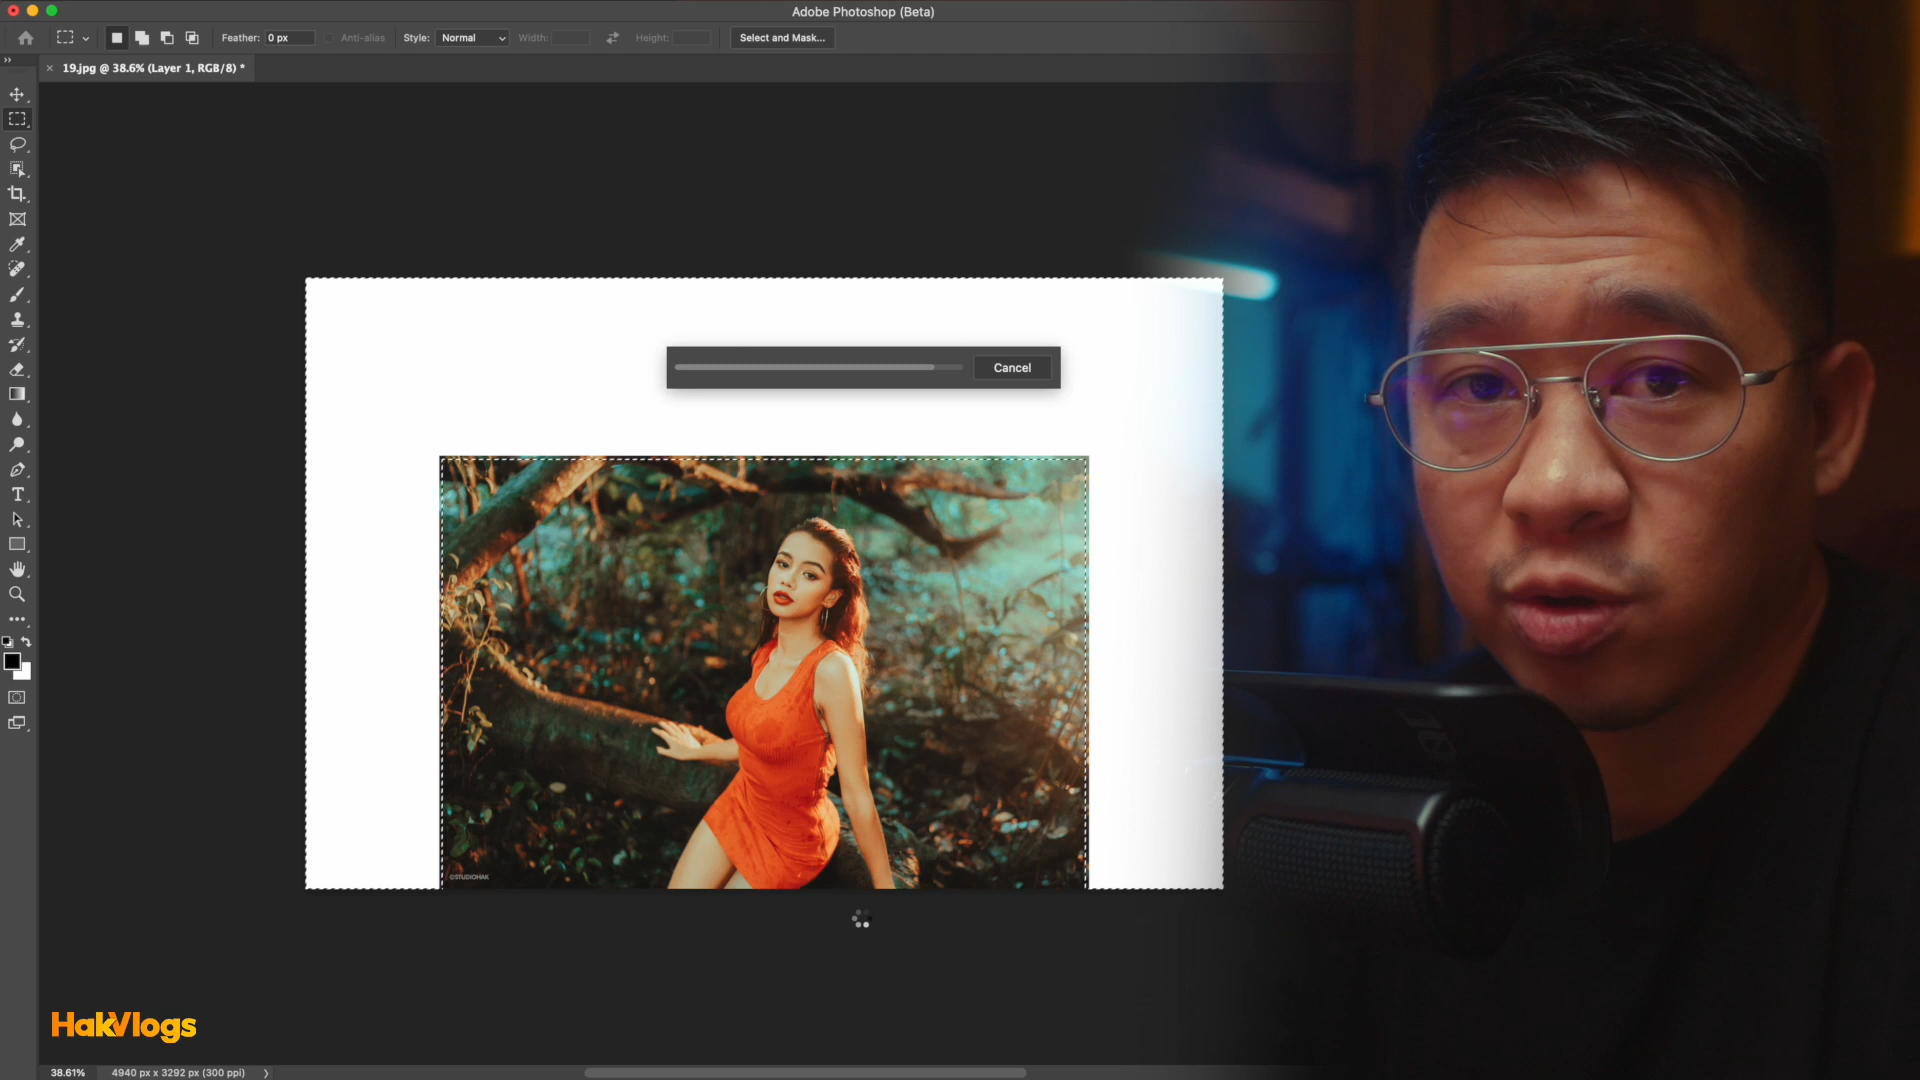 Adobe Photoshop (Beta)
Feather: 0 px Anti-alias Style: Normal Width: Height: Select and Mask...
19.jpg @ 38.6% (Layer 1, RGB/8) *
Cancel
©STUDIOHAK
HakVlogs
38.61% 4940 px x 3292 px (300 ppi)